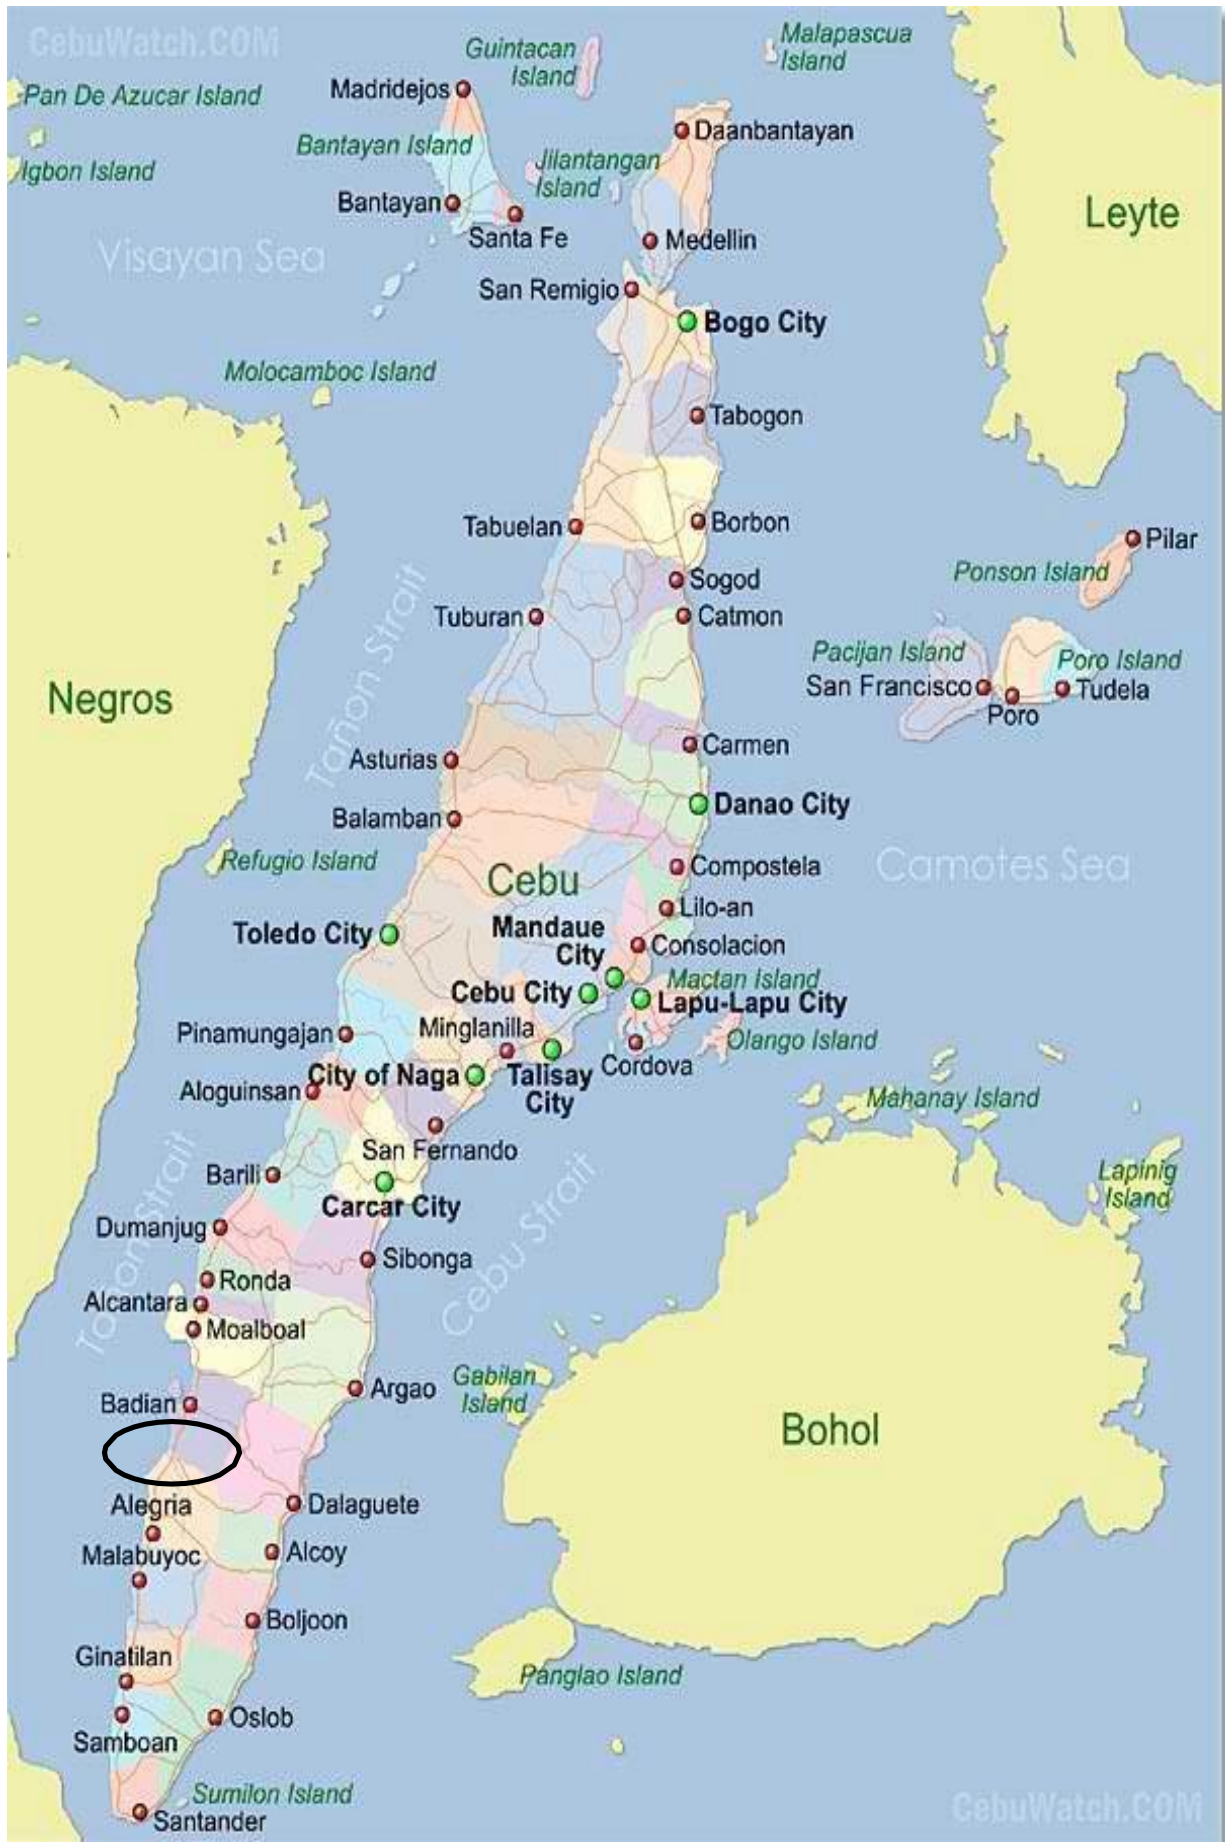 CebuWatch.COM
Guintacan
Island
Malapascua
Island
Pan De Azucar Island
Madridejos
Daanbantayan
Bantayan Island
Jilantangan
Island
Igbon Island
Bantayan
Santa Fe
Leyte
Medellin
Visayan Sea
San Remigio
Bogo City
Molocamboc Island
Tabogon
Tabuelan
Borbon
Pilar
Ponson Island
Sogod
Tuburan
Catmon
Tañon Strait
Pacijan Island
Poro Island
San Francisco
Tudela
Poro
Negros
Carmen
Asturias
Danao City
Balamban
Refugio Island
Compostela
Camotes Sea
Cebu
Lilo-an
Toledo City
Mandaue
City
Consolacion
Mactan Island
Cebu City
Lapu-Lapu City
Pinamungajan
Minglanilla
Olango Island
Cordova
City of Naga
Talisay
City
Aloguinsan
Mahanay Island
San Fernando
Tañon Strait
Barili
Carcar City
Cebu Strait
Lapinig
Island
Dumanjug
Sibonga
Ronda
Alcantara
Moalboal
Gabilan
Island
Argao
Badian
Bohol
Alegria
Dalaguete
Malabuyoc
Alcoy
Boljoon
Ginatilan
Panglao Island
Oslob
Samboan
Sumilon Island
Santander
CebuWatch.COM